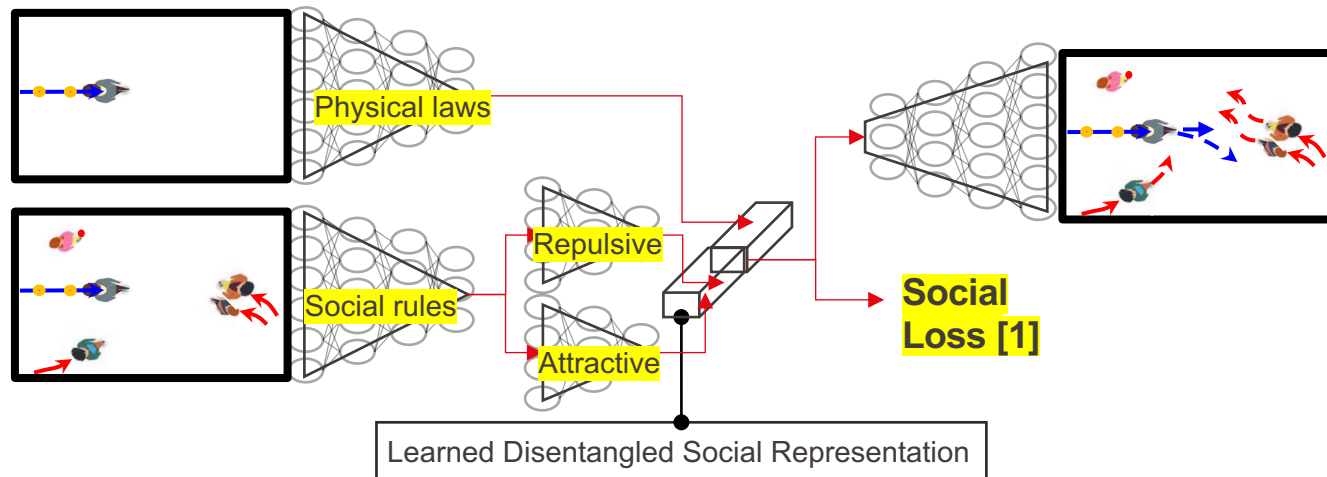 Physical laws
Repulsive
Social rules
Attractive
Social
Loss [1]
Learned Disentangled Social Representation